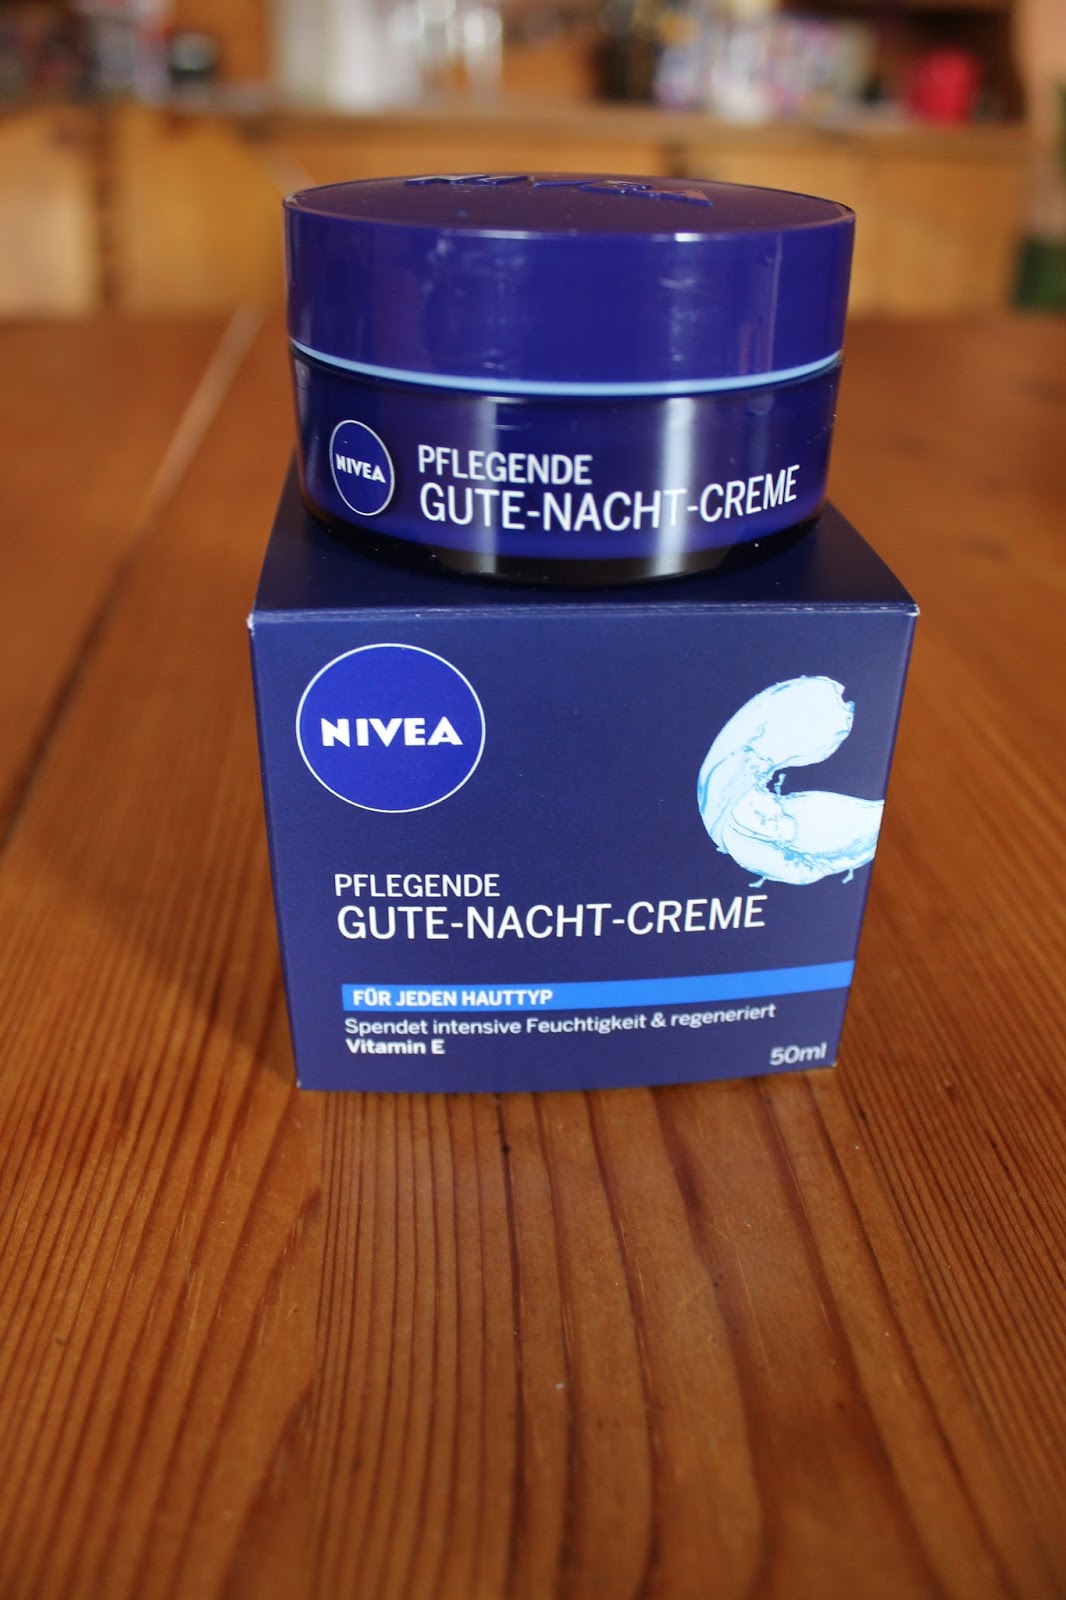 NIVEA
NIVEA
PFLEGENDE
GUTE-NACHT-CREME
NIVEA
PFLEGENDE
GUTE-NACHT-CREME
FÜR JEDEN HAUTTYP
Spendet intensive Feuchtigkeit & regeneriert
Vitamin E
50ml